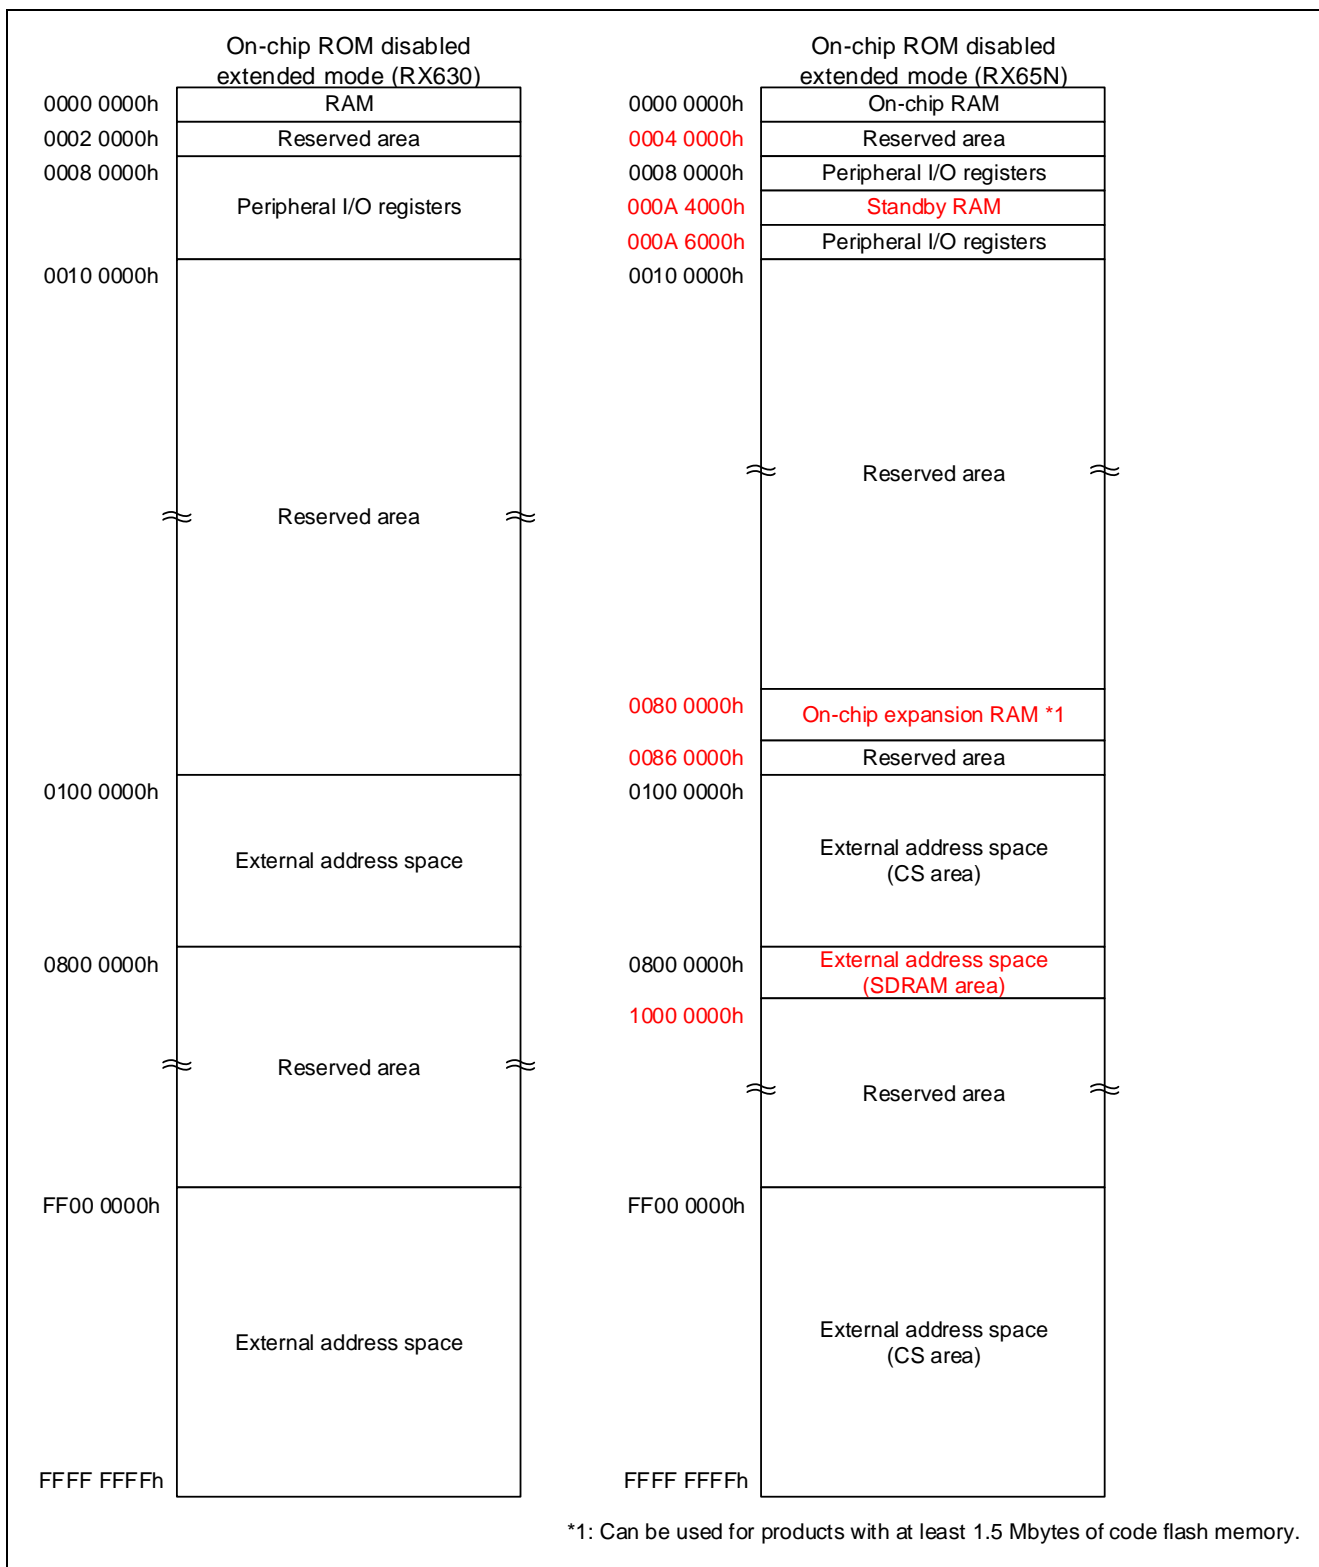 On-chip ROM disabled
extended mode (RX630)
0000 0000h
RAM
0002 0000h
Reserved area
0008 0000h
Peripheral I/O registers
0010 0000h
Reserved area
0100 0000h
External address space
0800 0000h
Reserved area
FF00 0000h
External address space
FFFF FFFFh
On-chip ROM disabled
extended mode (RX65N)
0000 0000h
On-chip RAM
0004 0000h
Reserved area
0008 0000h
Peripheral I/O registers
000A 4000h
Standby RAM
000A 6000h
Peripheral I/O registers
0010 0000h
Reserved area
0080 0000h
On-chip expansion RAM *1
0086 0000h
Reserved area
0100 0000h
External address space
(CS area)
0800 0000h
External address space
(SDRAM area)
1000 0000h
Reserved area
FF00 0000h
External address space
(CS area)
FFFF FFFFh
*1: Can be used for products with at least 1.5 Mbytes of code flash memory.